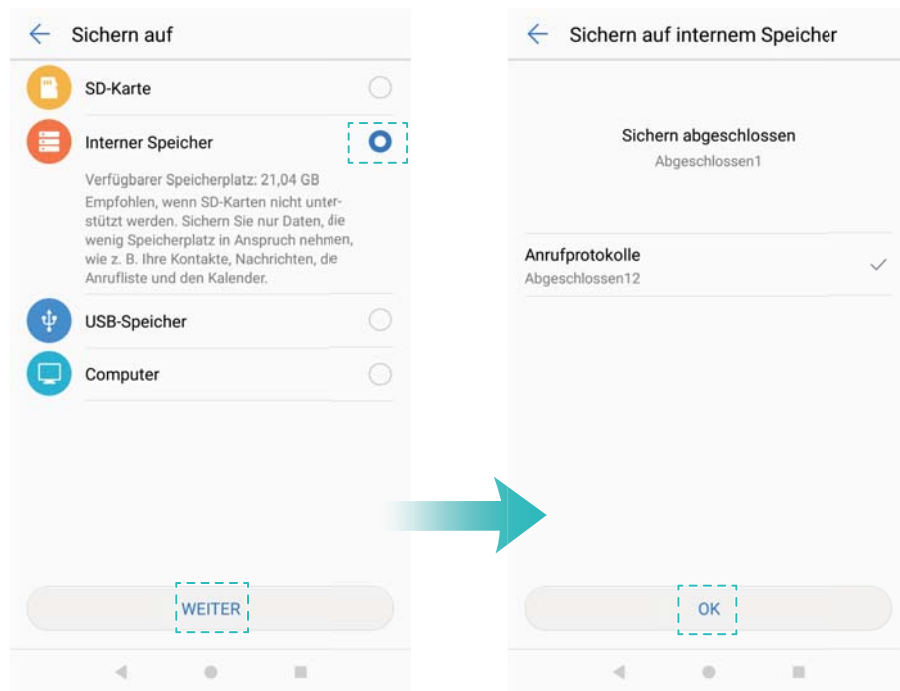 Sichern auf
SD-Karte
Interner Speicher
Verfügbarer Speicherplatz: 21,04 GB
Empfohlen, wenn SD-Karten nicht unter-
stützt werden. Sichern Sie nur Daten, die
wenig Speicherplatz in Anspruch nehmen,
wie z. B. Ihre Kontakte, Nachrichten, de
Anrufliste und den Kalender.
USB-Speicher
Computer
WEITER
Sichern auf internem Speicher
Sichern abgeschlossen
Abgeschlossen1
Anrufprotokolle
Abgeschlossen12
OK